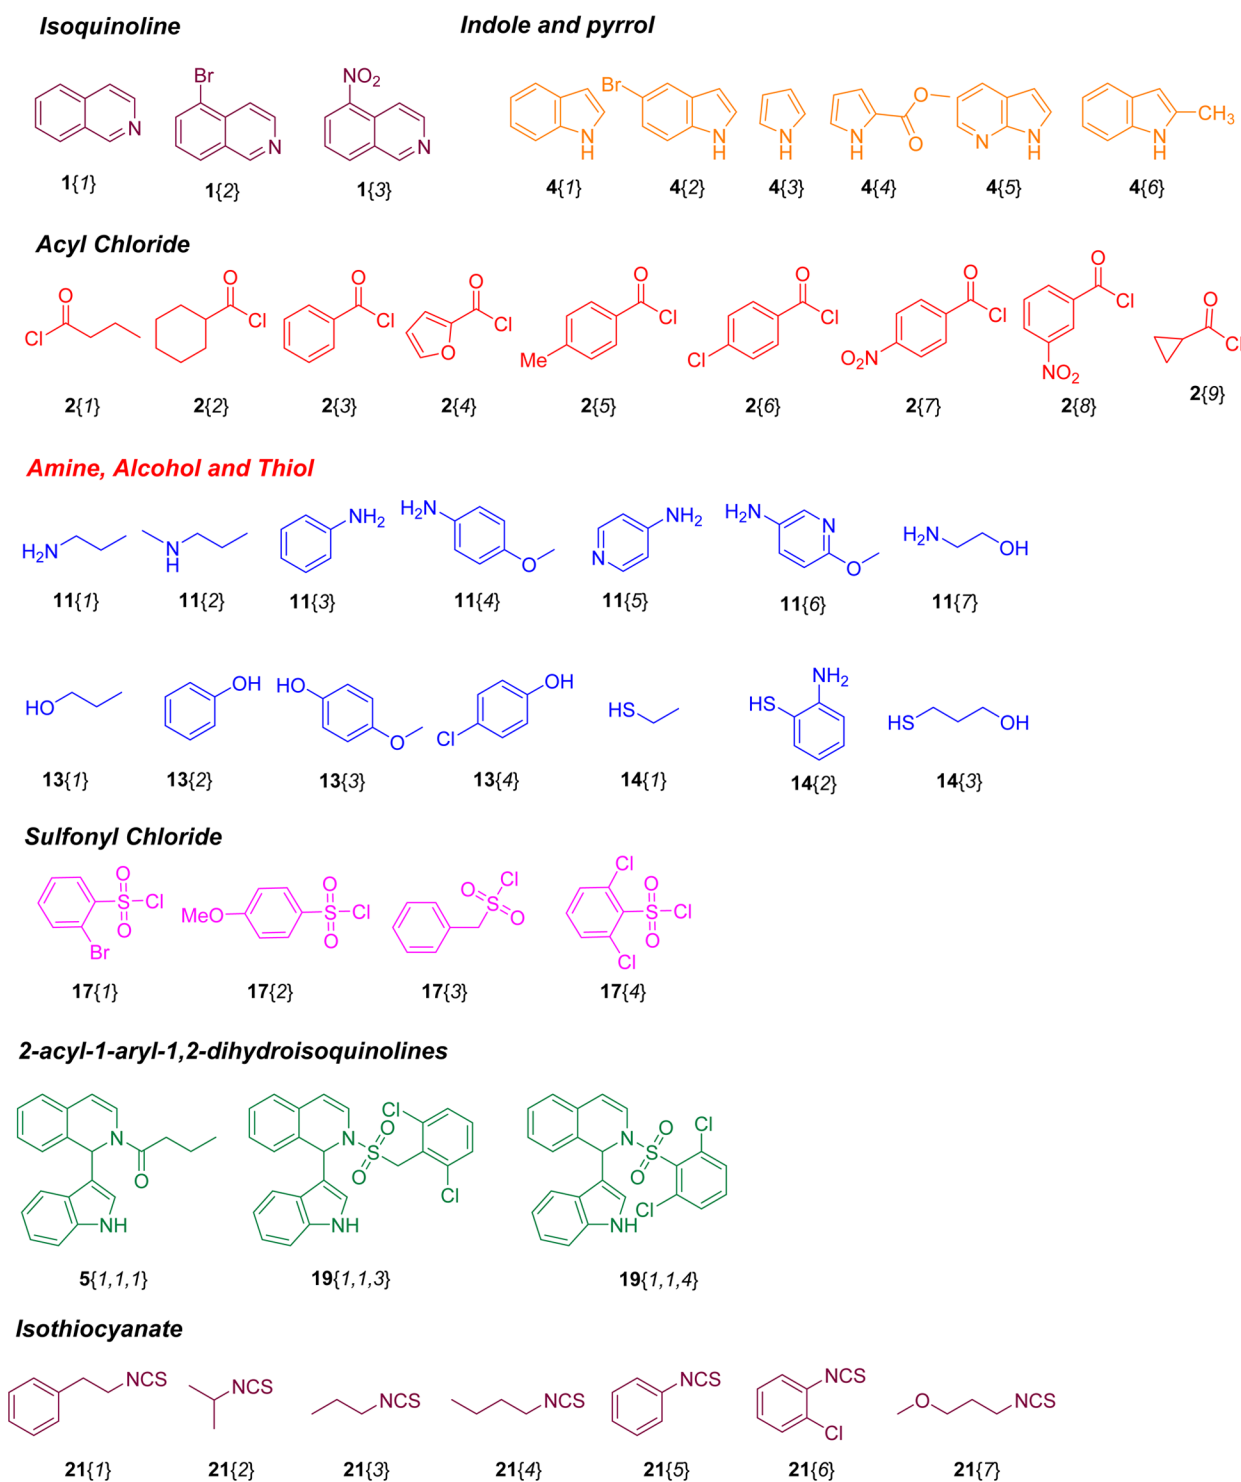 Isoquinoline
Indole and pyrrol
Br
NO2
N
N
N
1{1}
1{2}
1{3}
Br
O
O
CH3
N
H
N
H
N
H
N
H
N
N
H
N
H
4{1}
4{2}
4{3}
4{4}
4{5}
4{6}
Acyl Chloride
O
Cl
O
Cl
O
Cl
O
O
Cl
O
Cl
Me
O
Cl
Cl
O
Cl
O2N
O
Cl
NO2
O
Cl
2{1}
2{2}
2{3}
2{4}
2{5}
2{6}
2{7}
2{8}
2{9}
Amine, Alcohol and Thiol
H2N
N
H
NH2
H2N
O
NH2
N
H2N
N
O
H2N
OH
11{1}
11{2}
11{3}
11{4}
11{5}
11{6}
11{7}
HO
OH
HO
O
OH
Cl
HS
NH2
HS
HS
OH
13{1}
13{2}
13{3}
13{4}
14{1}
14{2}
14{3}
Sulfonyl Chloride
O
S
Cl
O
Br
O
MeO
S
Cl
O
Cl
O
S
O
Cl
O
S
Cl
O
Cl
17{1}
17{2}
17{3}
17{4}
2-acyl-1-aryl-1,2-dihydroisoquinolines
N
O
NH
Cl
N
O
S
O
Cl
NH
N
O
S
O
Cl
Cl
NH
5{1,1,1}
19{1,1,3}
19{1,1,4}
Isothiocyanate
NCS
NCS
NCS
NCS
NCS
NCS
Cl
O
NCS
21{1}
21{2}
21{3}
21{4}
21{5}
21{6}
21{7}